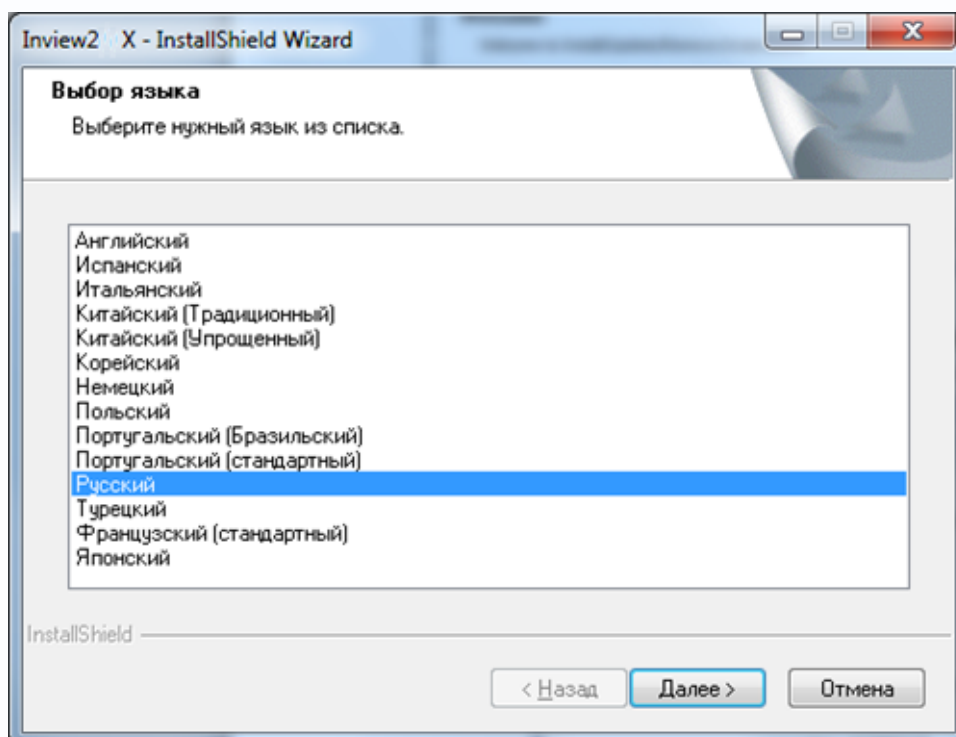 Inview2 X - InstallShield Wizard
Выбор языка
Выберите нужный язык из списка.
Английский
Испанский
Итальянский
Китайский (Традиционный)
Китайский (Упрощенный)
Корейский
Немецкий
Польский
Португальский (Бразильский)
Португальский (стандартный)
Русский
Турецкий
Французский (стандартный)
Японский
InstallShield
< Назад Далее > Отмена